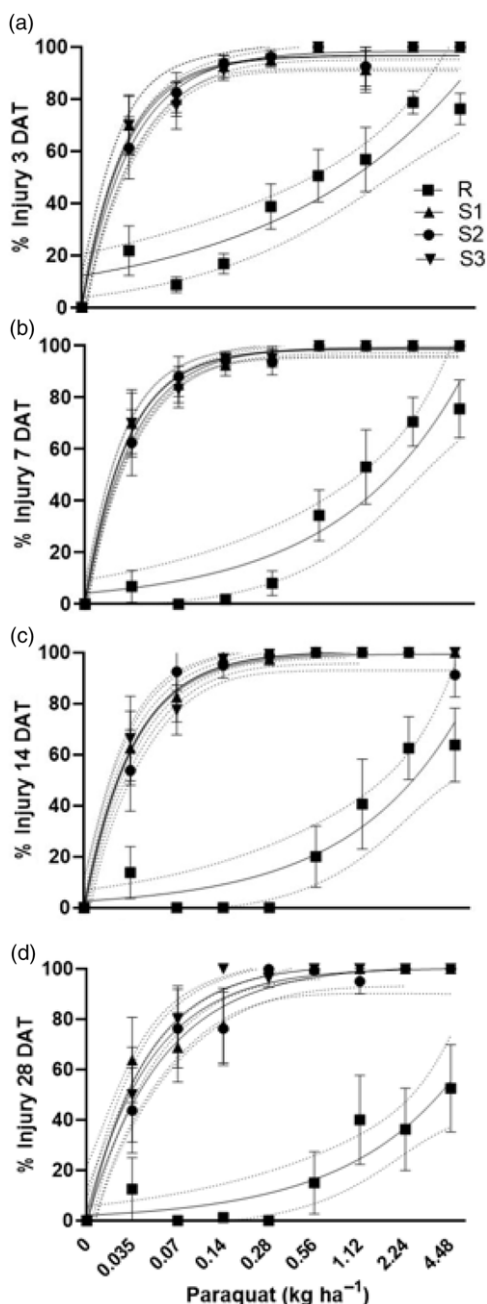 (a)
% Injury 3 DAT
100
80
60
40
20
0
R
S1
S2
S3
(b)
% Injury 7 DAT
100
80
60
40
20
0
(c)
% Injury 14 DAT
100
80
60
40
20
0
(d)
% Injury 28 DAT
100
80
60
40
20
0
0 0.035 0.07 0.14 0.28 0.56 1.12 2.24 4.48
Paraquat (kg ha⁻¹)